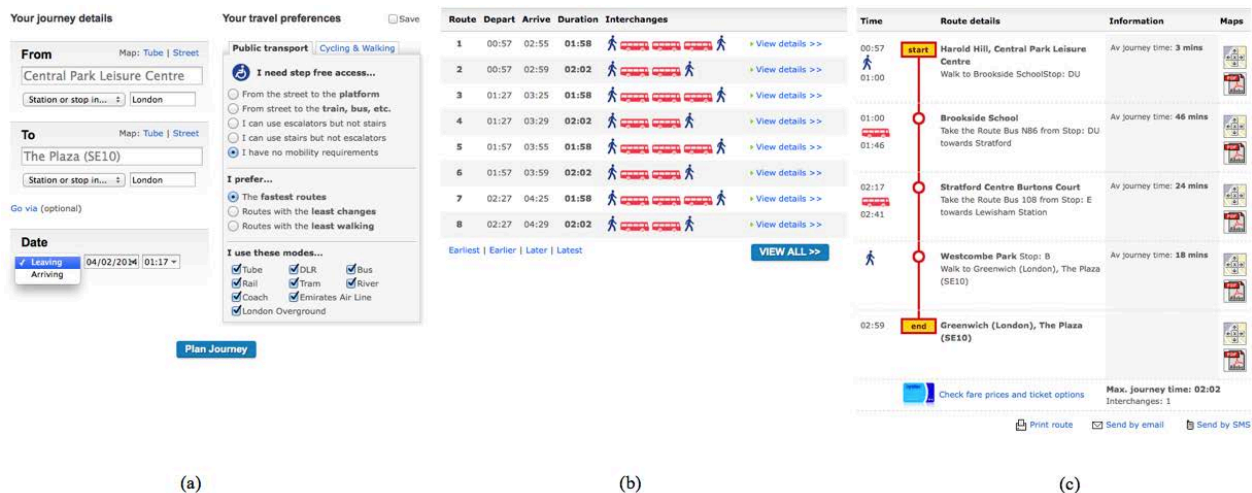 Your journey details
From
Map: Tube | Street
Central Park Leisure Centre
Station or stop in...
London
To
Map: Tube | Street
The Plaza (SE10)
Station or stop in...
London
Go via (optional)
Date
Leaving
Arriving
04/02/2014
01:17
Your travel preferences
Save
Public transport
Cycling & Walking
I need step free access...
From the street to the platform
From street to the train, bus, etc.
I can use escalators but not stairs
I can use stairs but not escalators
I have no mobility requirements
I prefer...
The fastest routes
Routes with the least changes
Routes with the least walking
I use these modes...
Tube DLR Bus
Rail Tram River
Coach Emirates Air Line
London Overground
Plan Journey
(a)
Route Depart Arrive Duration Interchanges
1 00:57 02:55 01:58 View details >>
2 00:57 02:59 02:02 View details >>
3 01:27 03:25 01:58 View details >>
4 01:27 03:29 02:02 View details >>
5 01:57 03:55 01:58 View details >>
6 01:57 03:59 02:02 View details >>
7 02:27 04:25 01:58 View details >>
8 02:27 04:29 02:02 View details >>
Earliest | Earlier | Later | Latest
VIEW ALL >>
(b)
Time Route details Information Maps
00:57
01:00
start
Harold Hill, Central Park Leisure
Centre
Walk to Brookside SchoolStop: DU
Av journey time: 3 mins
PDF
01:00
01:46
Brookside School
Take the Route Bus N86 from Stop: DU
towards Stratford
Av journey time: 46 mins
PDF
02:17
02:41
Stratford Centre Burtons Court
Take the Route Bus 108 from Stop: E
towards Lewisham Station
Av journey time: 24 mins
PDF
Westcombe Park Stop: B
Walk to Greenwich (London), The Plaza
(SE10)
Av journey time: 18 mins
PDF
02:59
end
Greenwich (London), The Plaza
(SE10)
PDF
Check fare prices and ticket options
Max. journey time: 02:02
Interchanges: 1
Print route
Send by email
Send by SMS
(c)